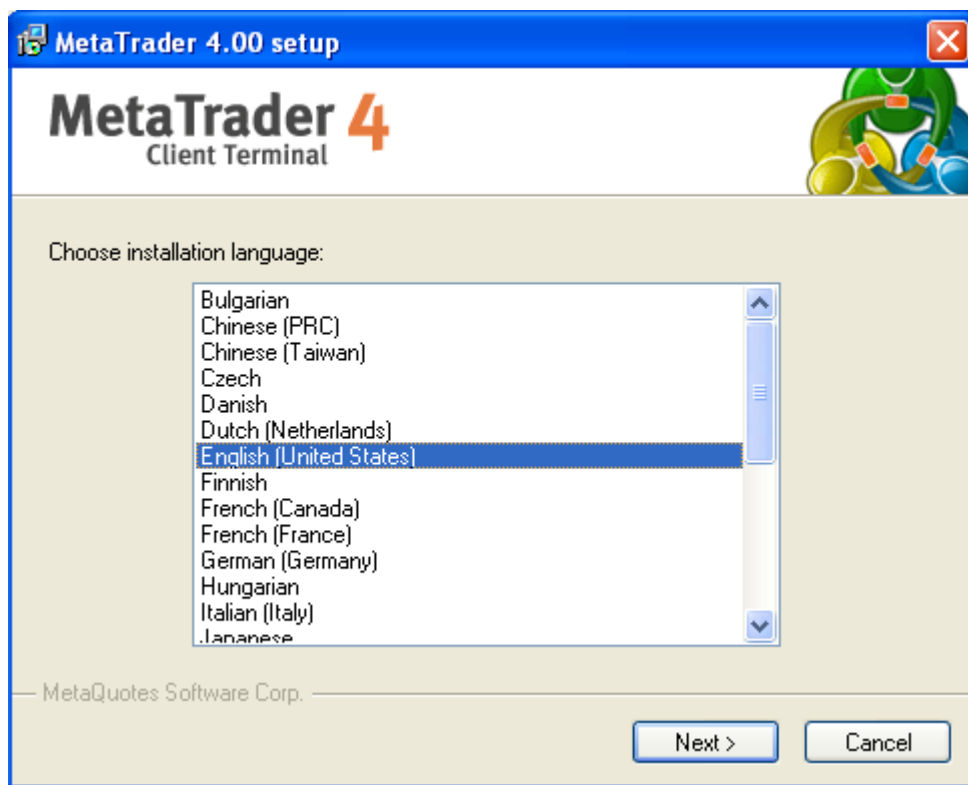 MetaTrader 4.00 setup
MetaTrader 4
Client Terminal
Choose installation language:
Bulgarian
Chinese (PRC)
Chinese (Taiwan)
Czech
Danish
Dutch (Netherlands)
English (United States)
Finnish
French (Canada)
French (France)
German (Germany)
Hungarian
Italian (Italy)
Japanese
MetaQuotes Software Corp.
Next >
Cancel